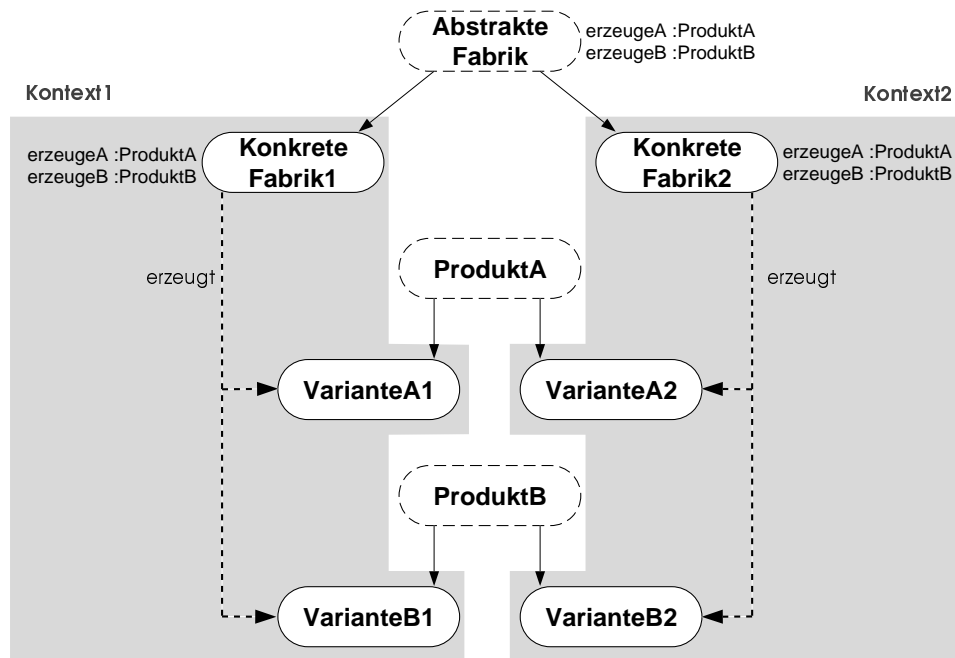 Abstrakte
Fabrik
erzeugeA :ProduktA
erzeugeB :ProduktB
Kontext1
Kontext2
erzeugeA :ProduktA
erzeugeB :ProduktB
Konkrete
Fabrik1
Konkrete
Fabrik2
erzeugeA :ProduktA
erzeugeB :ProduktB
erzeugt
ProduktA
erzeugt
VarianteA1
VarianteA2
ProduktB
VarianteB1
VarianteB2